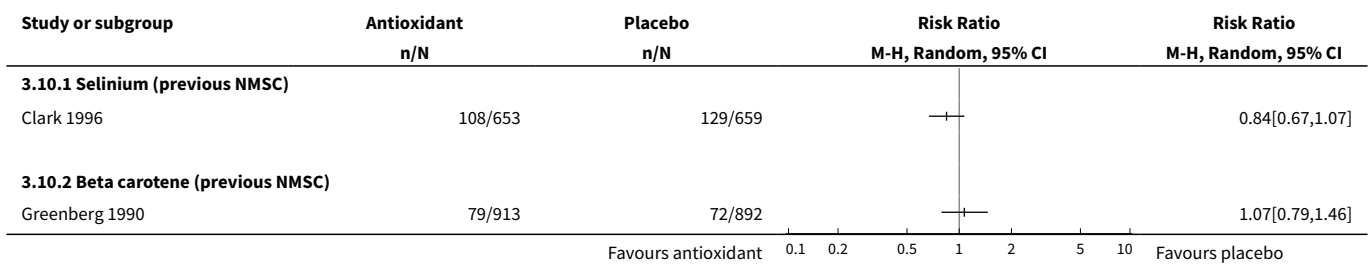 Study or subgroup Antioxidant Placebo Risk Ratio Risk Ratio
n/N n/N M-H, Random, 95% CI M-H, Random, 95% CI
3.10.1 Selinium (previous NMSC)
Clark 1996 108/653 129/659 0.84[0.67,1.07]
3.10.2 Beta carotene (previous NMSC)
Greenberg 1990 79/913 72/892 1.07[0.79,1.46]
Favours antioxidant 0.1 0.2 0.5 1 2 5 10 Favours placebo